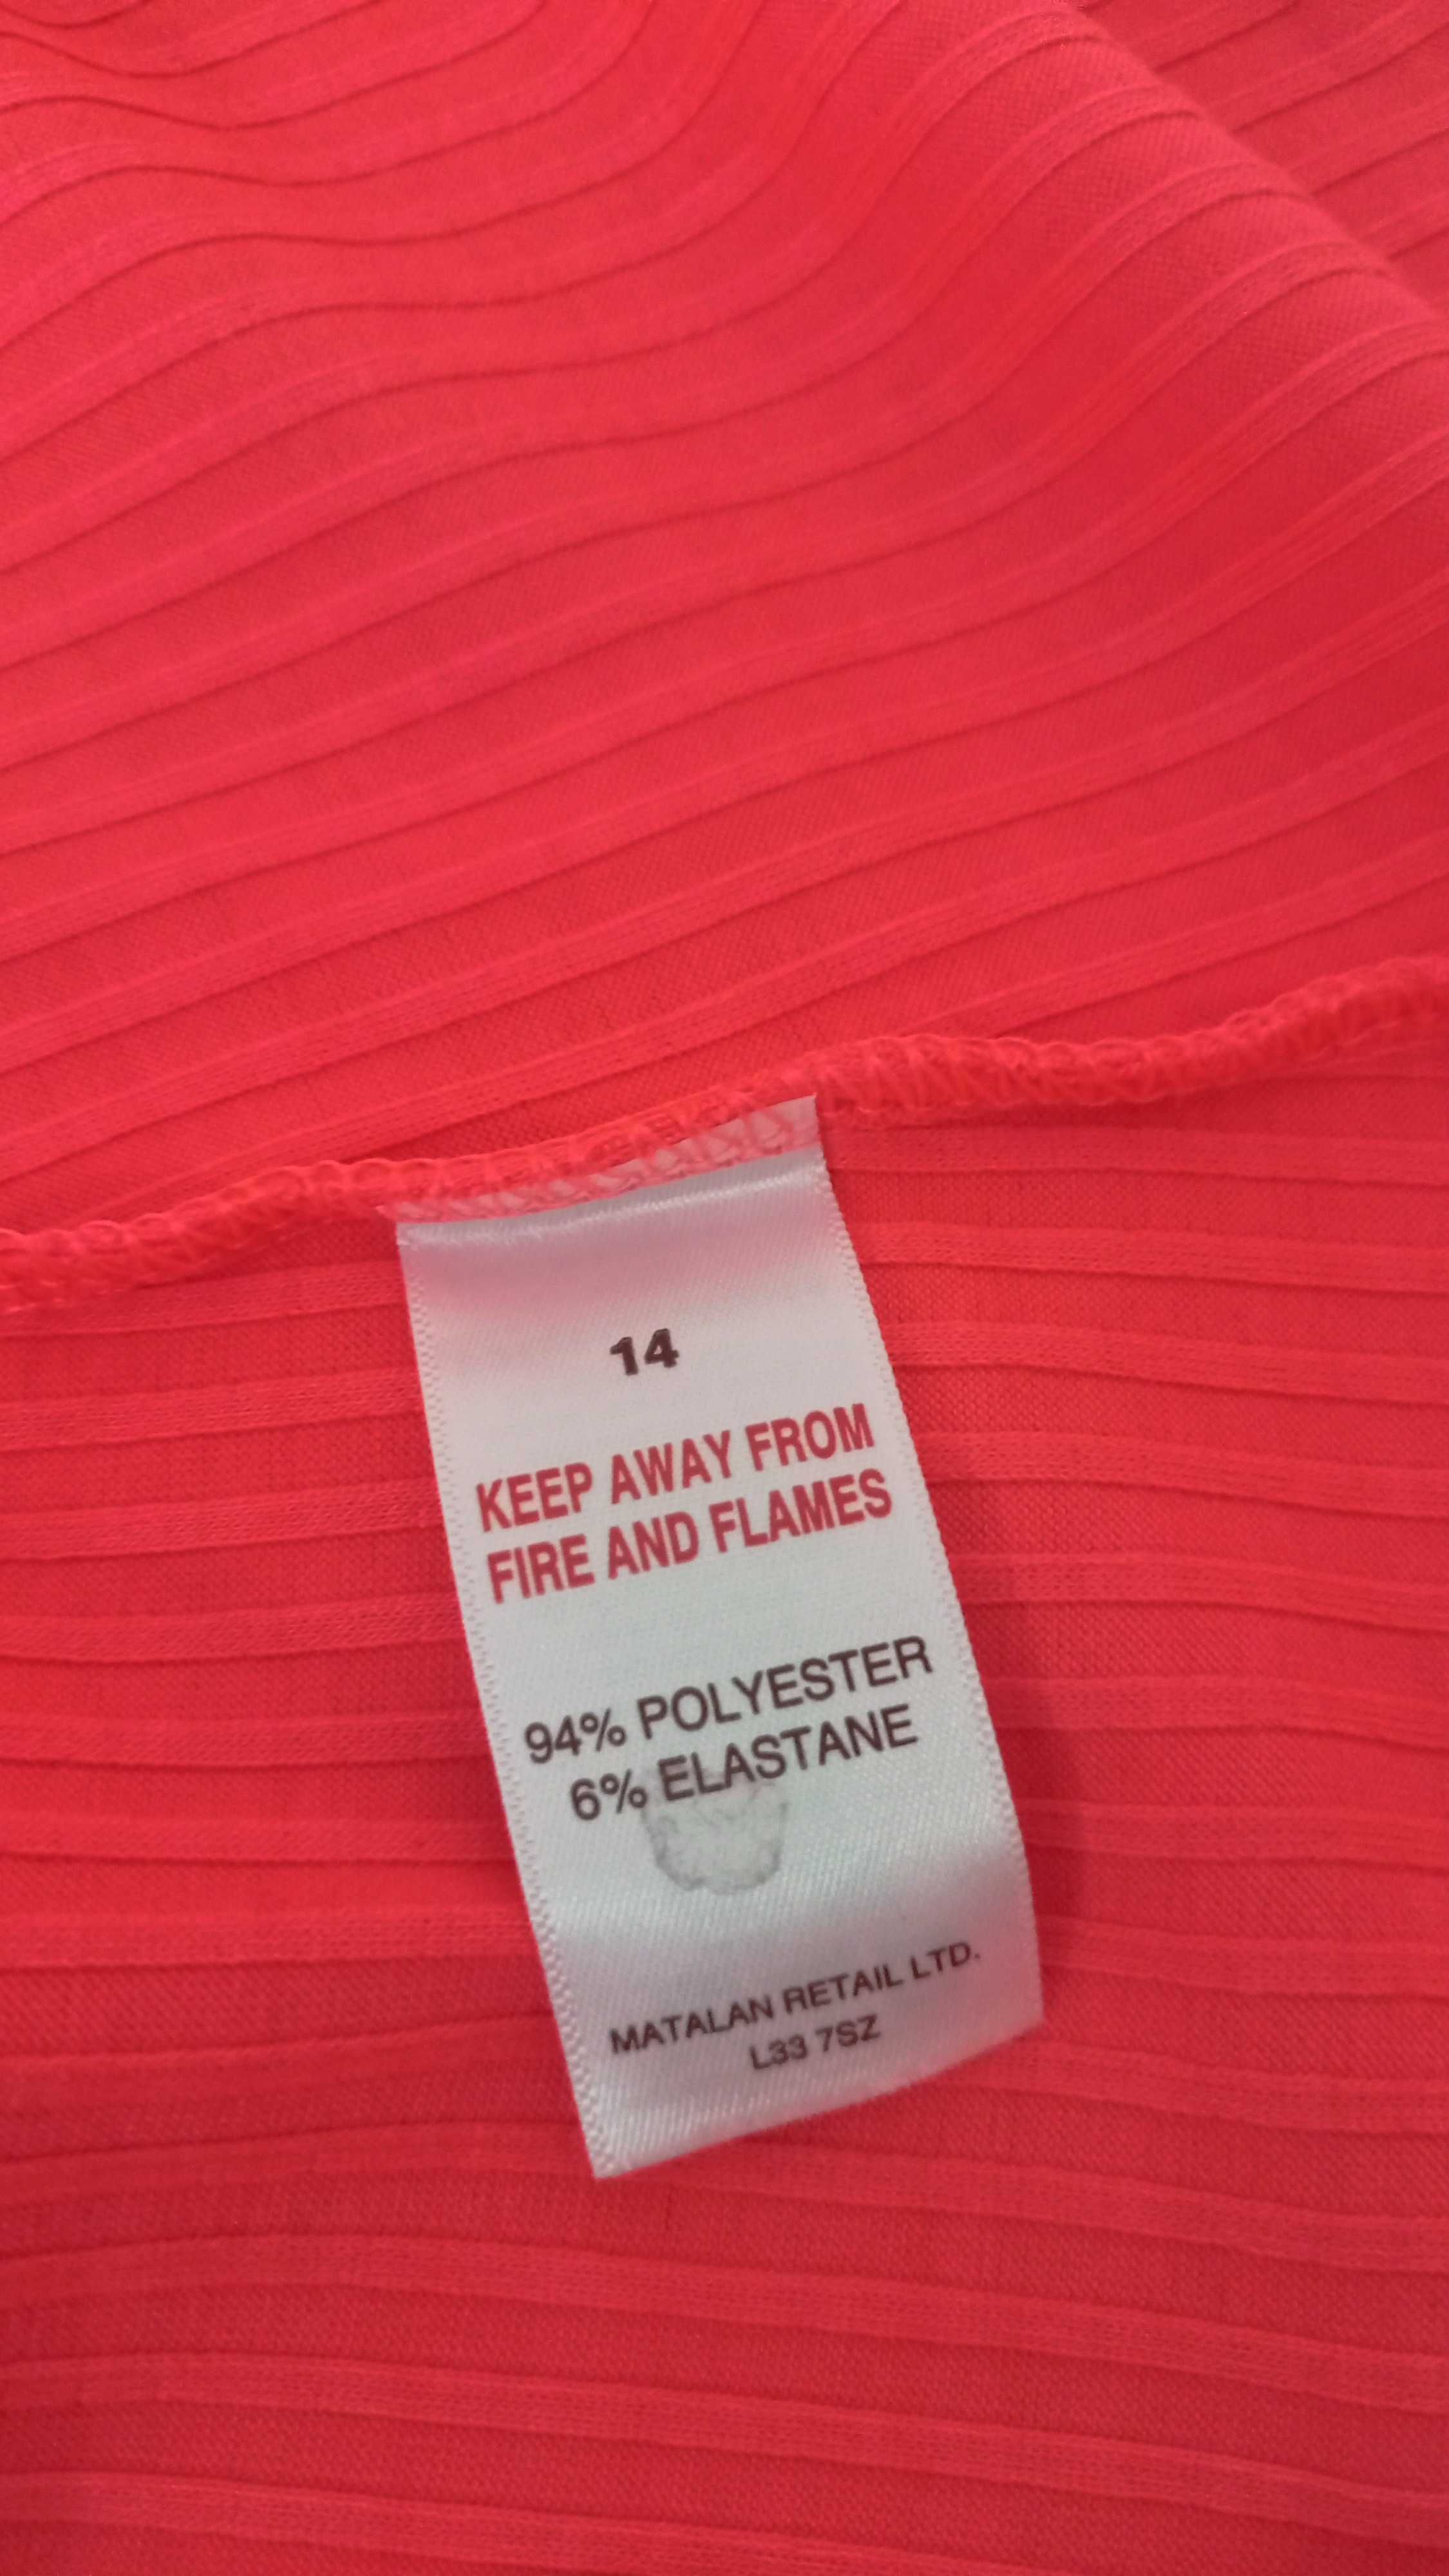 14
KEEP AWAY FROM
FIRE AND FLAMES
94% POLYESTER
6% ELASTANE
MATALAN RETAIL LTD.
L33 7SZ